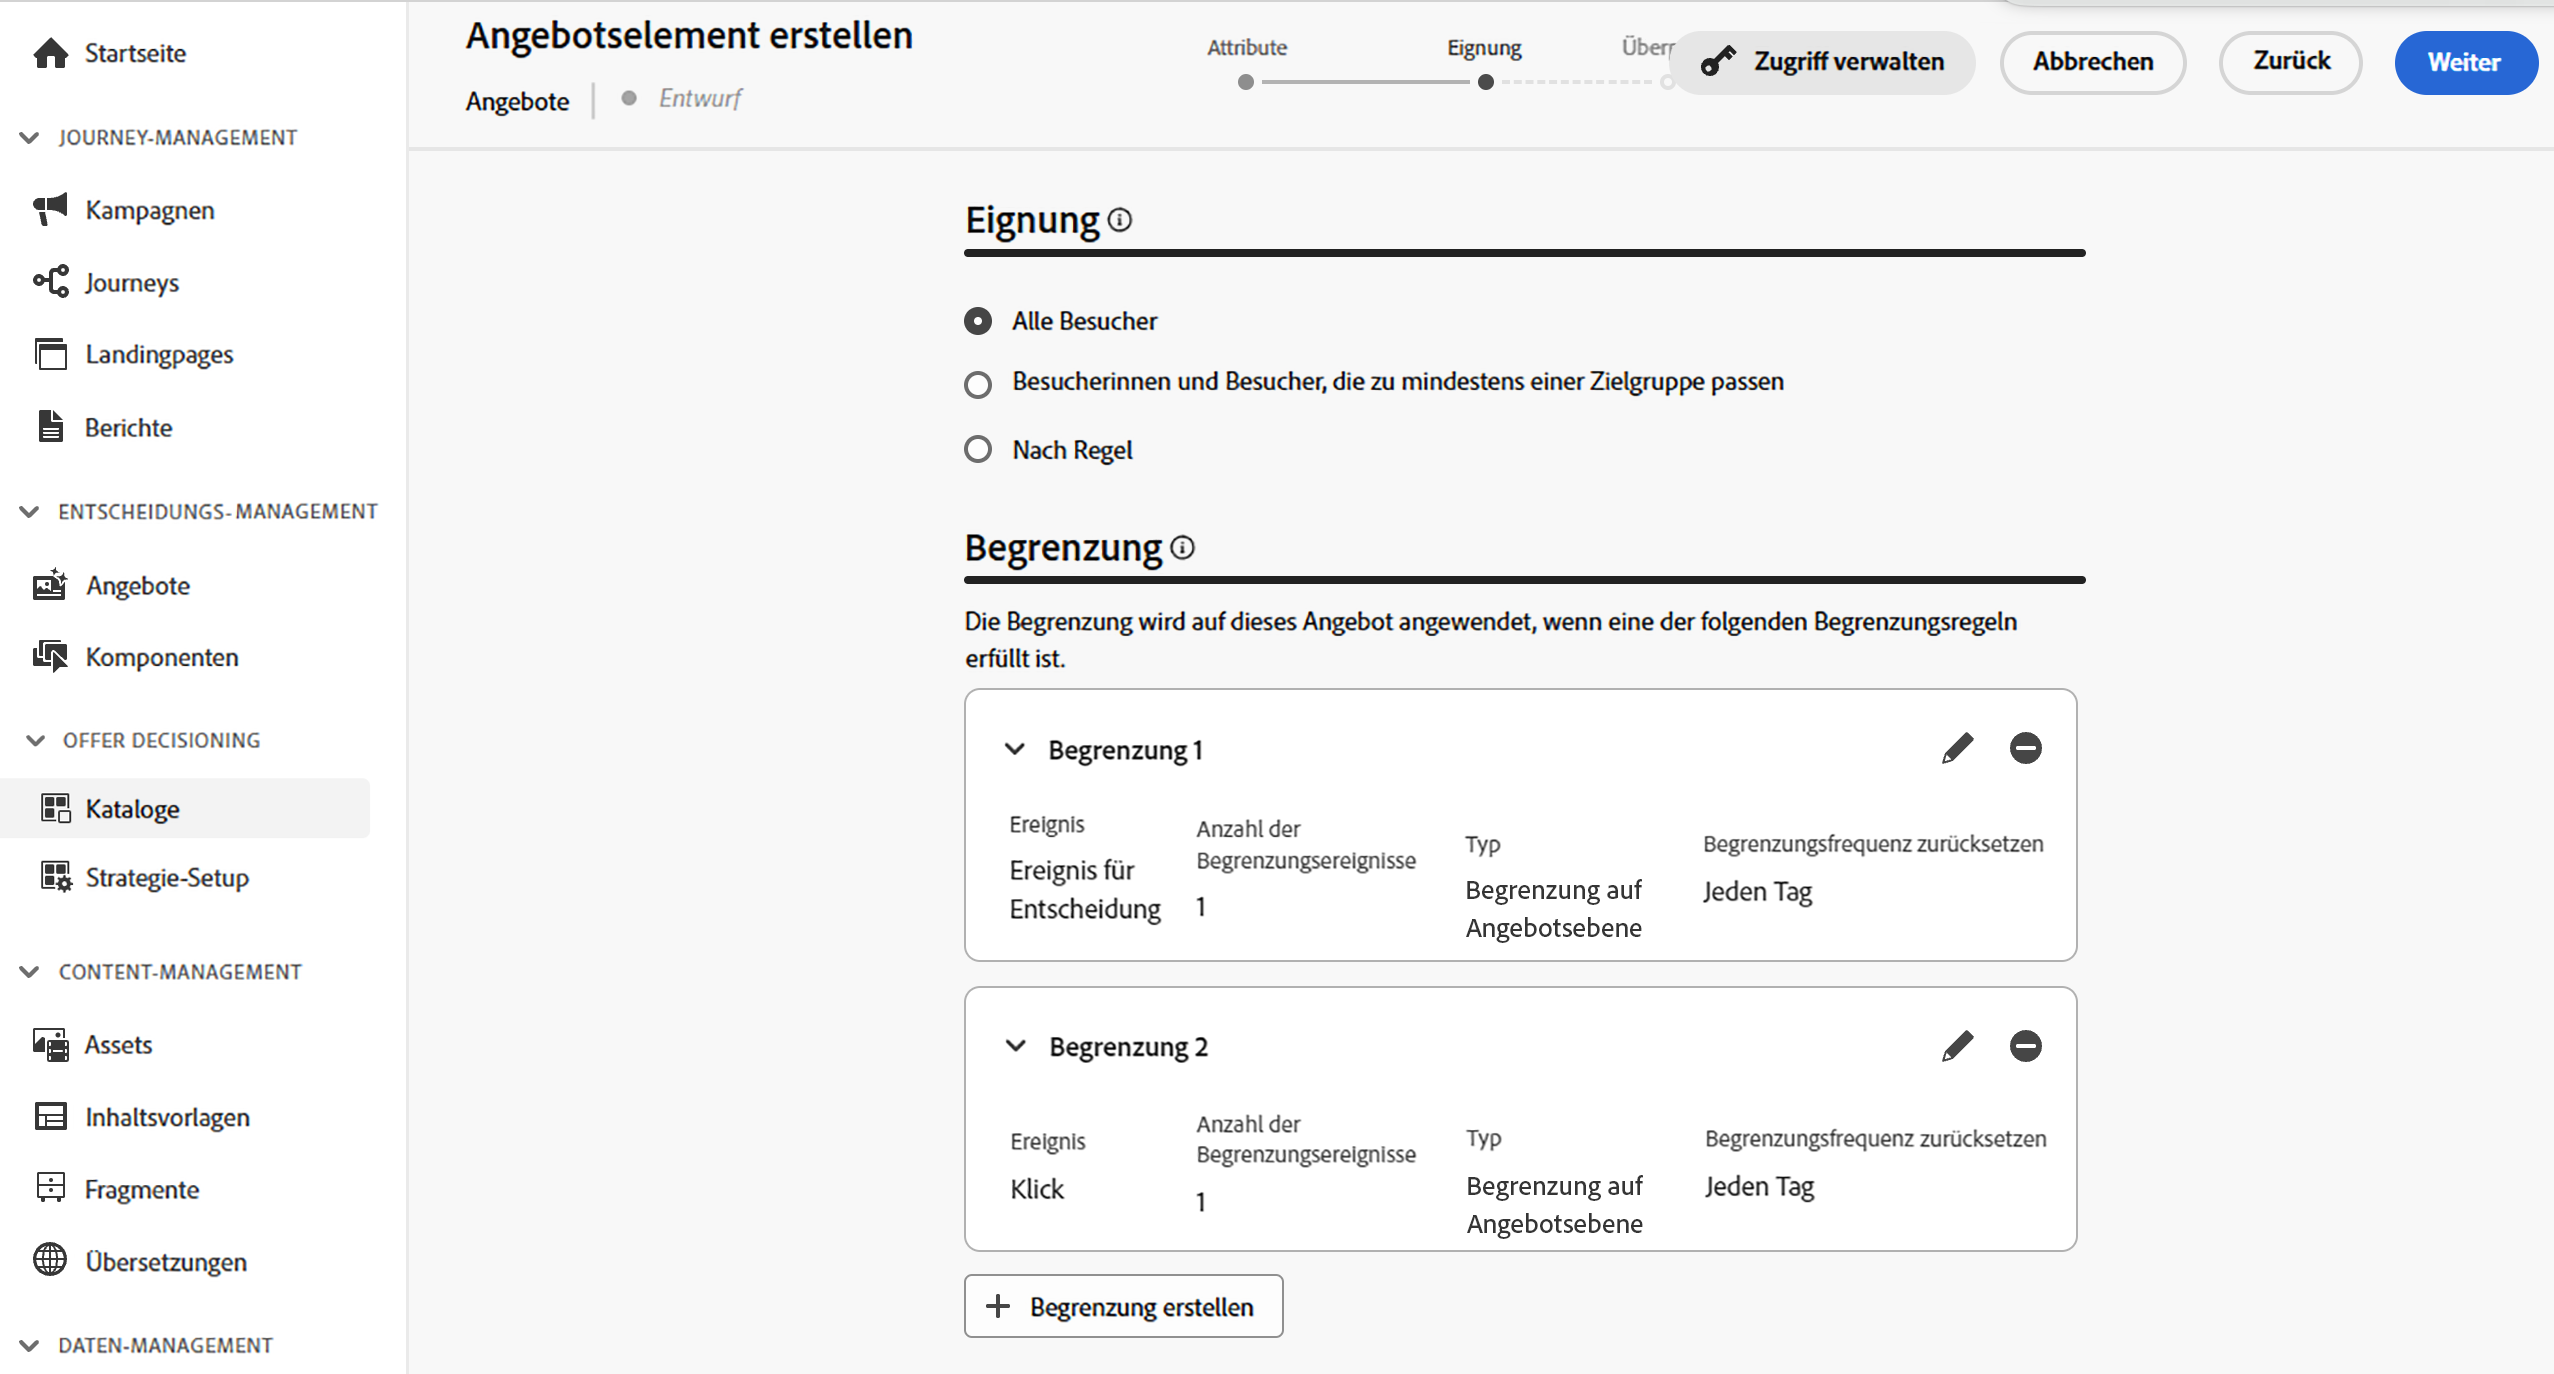 Startseite
JOURNEY-MANAGEMENT
Kampagnen
Journeys
Landingpages
Berichte
ENTSCHEIDUNGS-MANAGEMENT
Angebote
Komponenten
OFFER DECISIONING
Kataloge
Strategie-Setup
CONTENT-MANAGEMENT
Assets
Inhaltsvorlagen
Fragmente
Übersetzungen
DATEN-MANAGEMENT
Angebotselement erstellen
Angebote
Entwurf
Attribute
Eignung
Zugriff verwalten
Abbrechen
Zurück
Weiter
Eignung
Alle Besucher
Besucherinnen und Besucher, die zu mindestens einer Zielgruppe passen
Nach Regel
Begrenzung
Die Begrenzung wird auf dieses Angebot angewendet, wenn eine der folgenden Begrenzungsregeln
erfüllt ist.
Begrenzung 1
Ereignis
Ereignis für
Entscheidung
Anzahl der
Begrenzungsereignisse
1
Typ
Begrenzung auf
Angebotsebene
Begrenzungsfrequenz zurücksetzen
Jeden Tag
Begrenzung 2
Ereignis
Klick
Anzahl der
Begrenzungsereignisse
1
Typ
Begrenzung auf
Angebotsebene
Begrenzungsfrequenz zurücksetzen
Jeden Tag
Begrenzung erstellen